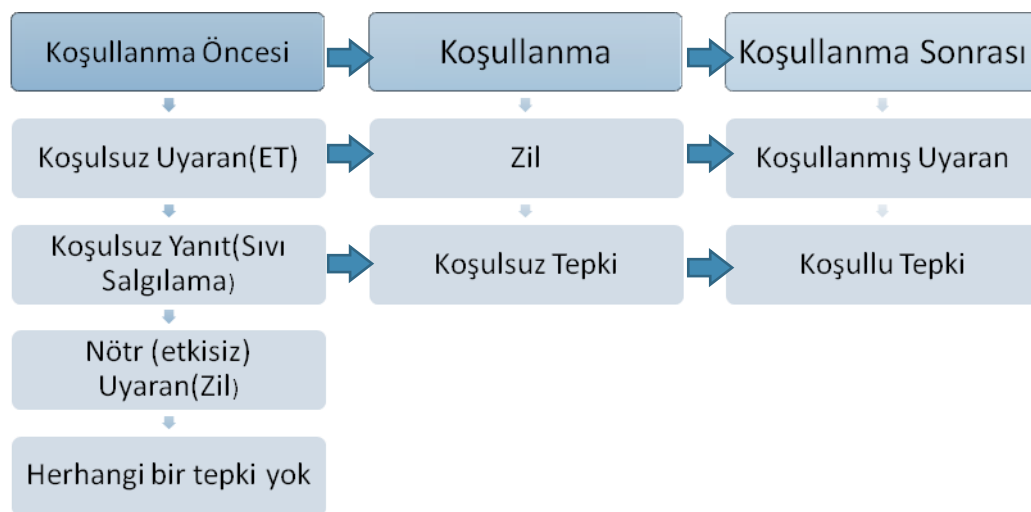 Koşullanma Öncesi
Koşullanma
Koşullanma Sonrası
Koşulsuz Uyaran(ET)
Zil
Koşullanmış Uyaran
Koşulsuz Yanıt(Sıvı
Salgılama)
Koşulsuz Tepki
Koşullu Tepki
Nötr (etkisiz)
Uyaran(Zil)
Herhangi bir tepki yok